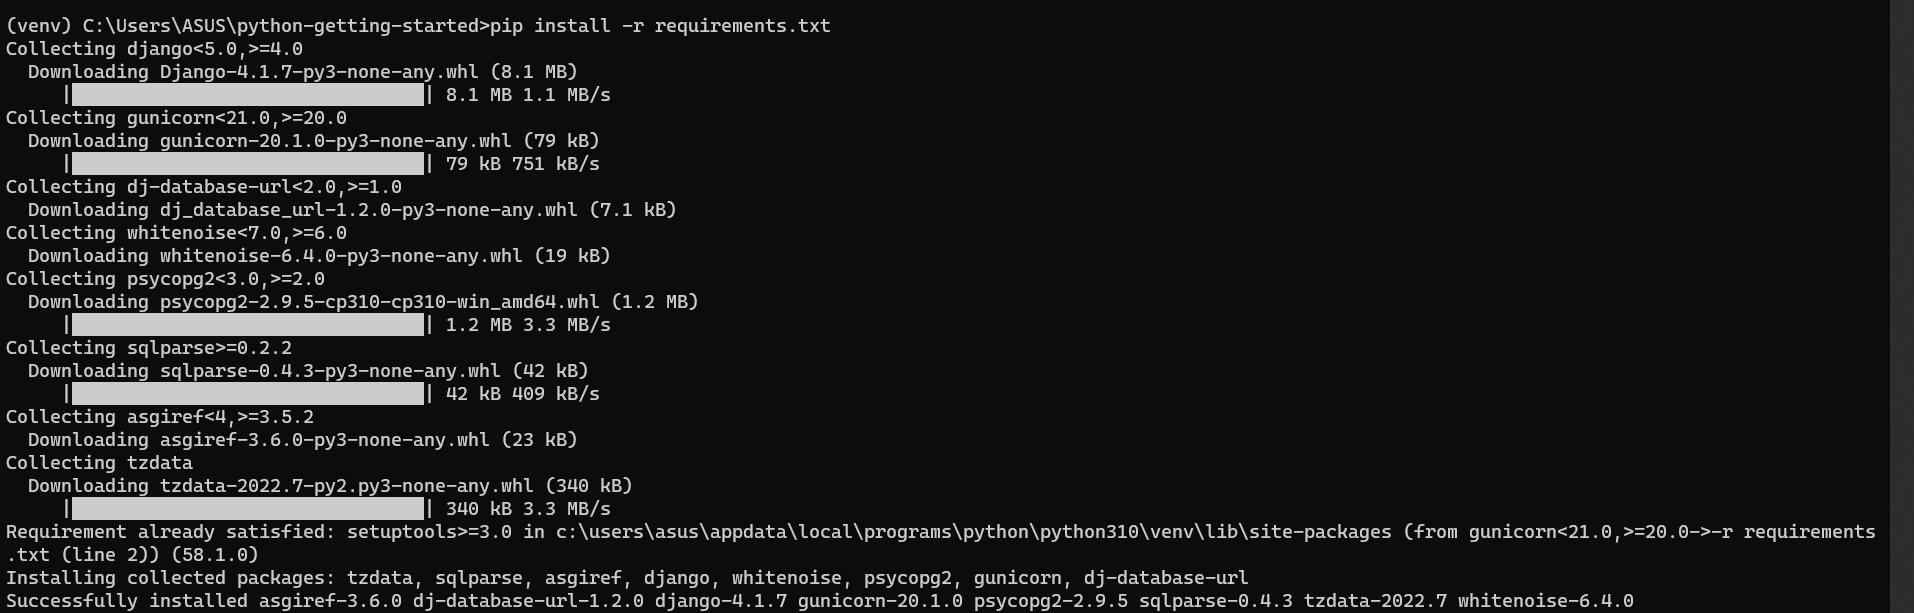 (venv) C:\Users\ASUS\python-getting-started>pip install -r requirements.txt
Collecting django<5.0,>=4.0
  Downloading Django-4.1.7-py3-none-any.whl (8.1 MB)
     |████████████████████████████████| 8.1 MB 1.1 MB/s
Collecting gunicorn<21.0,>=20.0
  Downloading gunicorn-20.1.0-py3-none-any.whl (79 kB)
     |████████████████████████████████| 79 kB 751 kB/s
Collecting dj-database-url<2.0,>=1.0
  Downloading dj_database_url-1.2.0-py3-none-any.whl (7.1 kB)
Collecting whitenoise<7.0,>=6.0
  Downloading whitenoise-6.4.0-py3-none-any.whl (19 kB)
Collecting psycopg2<3.0,>=2.0
  Downloading psycopg2-2.9.5-cp310-cp310-win_amd64.whl (1.2 MB)
     |████████████████████████████████| 1.2 MB 3.3 MB/s
Collecting sqlparse>=0.2.2
  Downloading sqlparse-0.4.3-py3-none-any.whl (42 kB)
     |████████████████████████████████| 42 kB 409 kB/s
Collecting asgiref<4,>=3.5.2
  Downloading asgiref-3.6.0-py3-none-any.whl (23 kB)
Collecting tzdata
  Downloading tzdata-2022.7-py2.py3-none-any.whl (340 kB)
     |████████████████████████████████| 340 kB 3.3 MB/s
Requirement already satisfied: setuptools>=3.0 in c:\users\asus\appdata\local\programs\python\python310\venv\lib\site-packages (from gunicorn<21.0,>=20.0->-r requirements
.txt (line 2)) (58.1.0)
Installing collected packages: tzdata, sqlparse, asgiref, django, whitenoise, psycopg2, gunicorn, dj-database-url
Successfully installed asgiref-3.6.0 dj-database-url-1.2.0 django-4.1.7 gunicorn-20.1.0 psycopg2-2.9.5 sqlparse-0.4.3 tzdata-2022.7 whitenoise-6.4.0